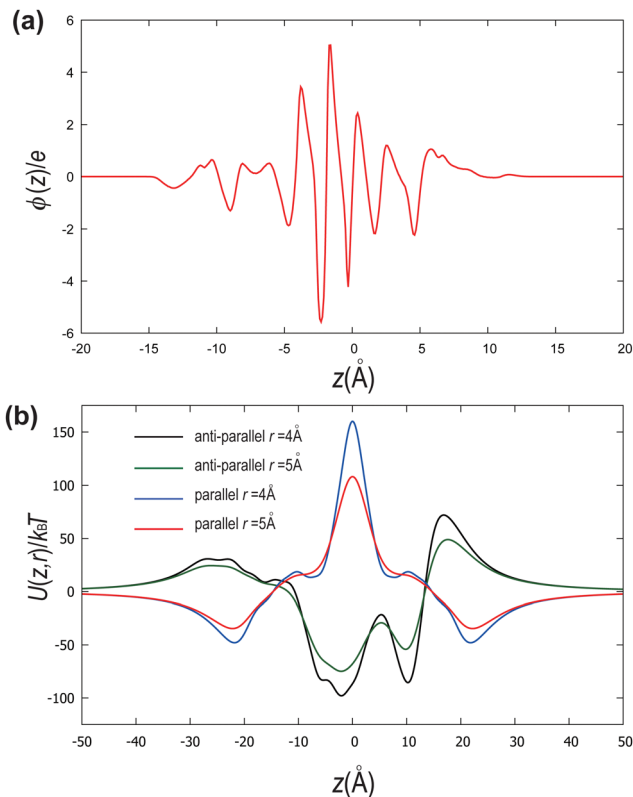 (a)
6
4
2
0
-2
-4
-6
ϕ(z)/e
-20 -15 -10 -5 0 5 10 15 20
z(Å)
(b)
150
100
50
0
-50
-100
U(z,r)/kBT
anti-parallel r =4Å
anti-parallel r =5Å
parallel r =4Å
parallel r =5Å
-50 -40 -30 -20 -10 0 10 20 30 40 50
z(Å)